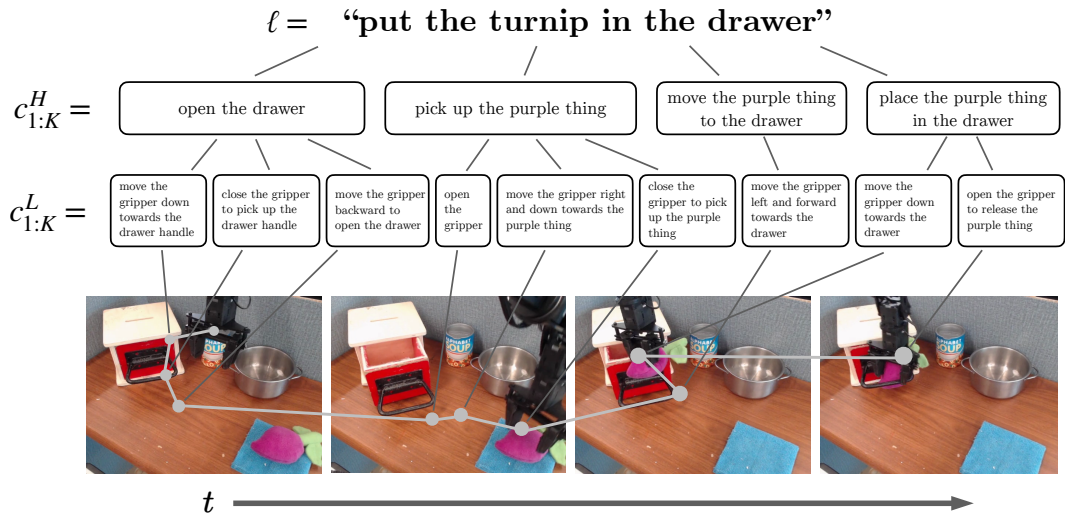 ℓ = “put the turnip in the drawer”
c^H_{1:K} =
open the drawer
pick up the purple thing
move the purple thing
to the drawer
place the purple thing
in the drawer
c^L_{1:K} =
move the
gripper down
towards the
drawer handle
close the gripper
to pick up the
drawer handle
move the gripper
backward to
open the drawer
open
the
gripper
move the gripper right
and down towards the
purple thing
close the
gripper to pick
up the purple
thing
move the gripper
left and forward
towards the
drawer
move the
gripper down
towards the
drawer
open the gripper
to release the
purple thing
SOUP
SOUP
SOUP
t